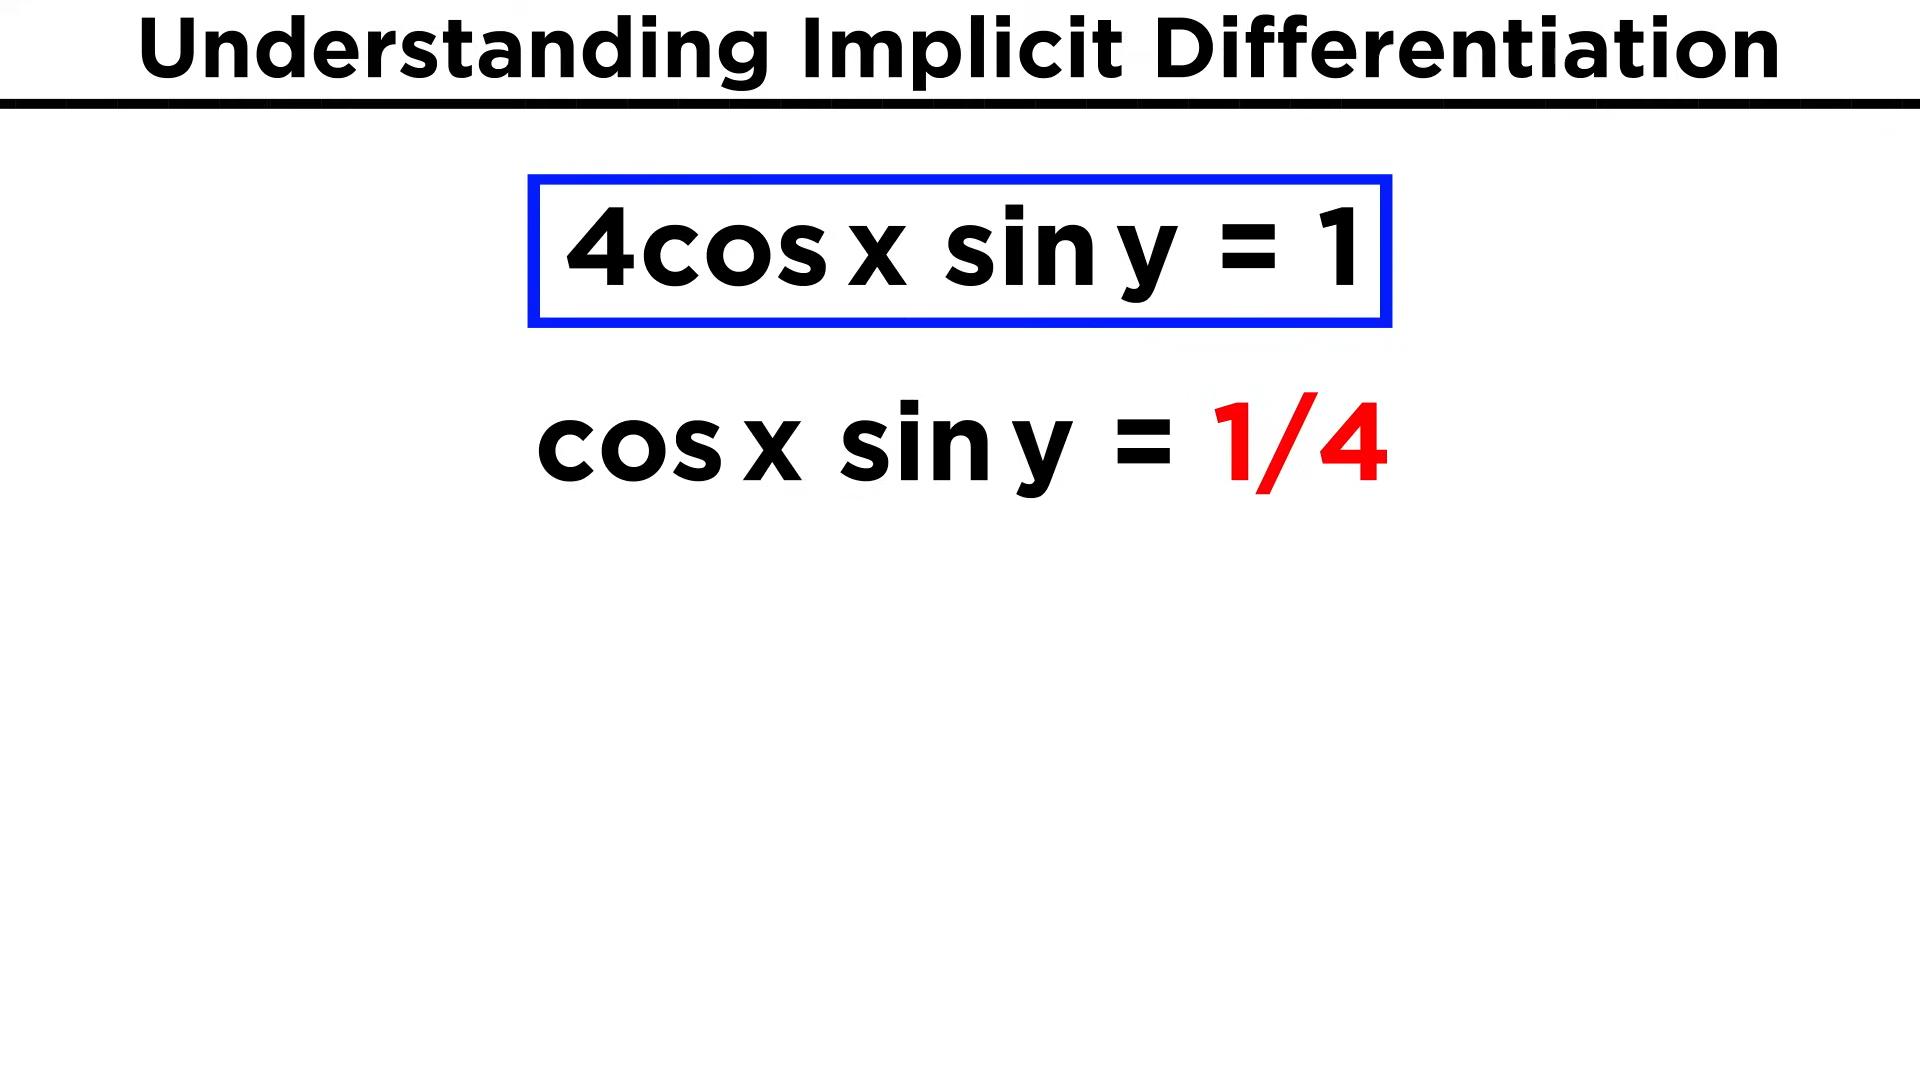 Understanding Implicit Differentiation
4cos x sin y = 1
cos x sin y = 1/4